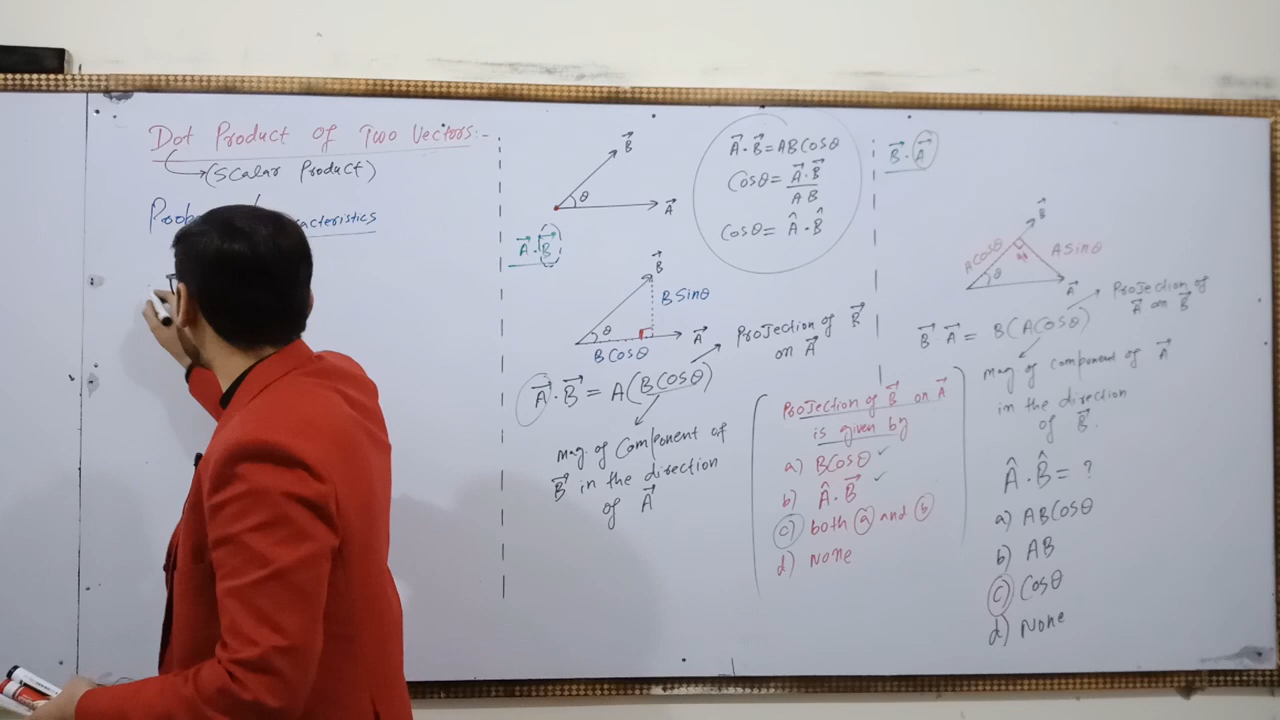 Dot Product of Two Vectors:-
(Scalar Product)
B⃗
θ
A⃗
A⃗·B⃗
B⃗
B Sinθ
θ
A⃗
B Cosθ
Projection of B⃗
on A⃗
A⃗·B⃗ = A(B Cosθ)
Mag. of Component of
B⃗ in the direction
of A⃗
A⃗·B⃗ = AB Cosθ
Cosθ = A⃗·B⃗
AB
Cosθ = Â·B̂
Projection of B⃗ on A⃗
is given by
a) B Cosθ ✓
b) Â·B⃗ ✓
c) both a and b
d) None
B⃗·A⃗
B⃗
A Cosθ
A Sinθ
θ
A⃗
Projection of
A⃗ on B⃗
B⃗ A⃗ = B(A Cosθ)
Mag of Component of A⃗
in the direction
of B⃗.
Â·B̂ = ?
a) AB Cosθ
b) AB
c) Cosθ
d) None